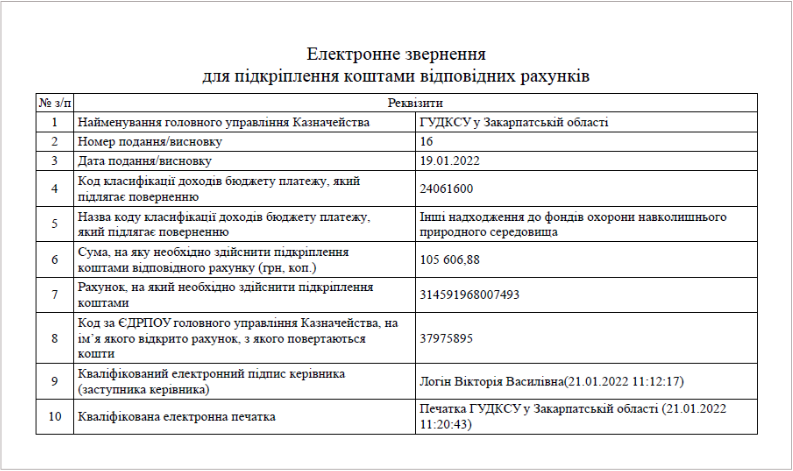 Електронне звернення
для підкріплення коштами відповідних рахунків
№ з/п Реквізити
1 Найменування головного управління Казначейства ГУДКСУ у Закарпатській області
2 Номер подання/висновку 16
3 Дата подання/висновку 19.01.2022
4 Код класифікації доходів бюджету платежу, який
підлягає поверненню 24061600
5 Назва коду класифікації доходів бюджету платежу,
який підлягає поверненню Інші надходження до фондів охорони навколишнього
природного середовища
6 Сума, на яку необхідно здійснити підкріплення
коштами відповідного рахунку (грн, коп.) 105 606,88
7 Рахунок, на який необхідно здійснити підкріплення
коштами 314591968007493
8 Код за ЄДРПОУ головного управління Казначейства, на
ім’я якого відкрито рахунок, з якого повертаються
кошти 37975895
9 Кваліфікований електронний підпис керівника
(заступника керівника) Логін Вікторія Василівна(21.01.2022 11:12:17)
10 Кваліфікована електронна печатка Печатка ГУДКСУ у Закарпатській області (21.01.2022
11:20:43)